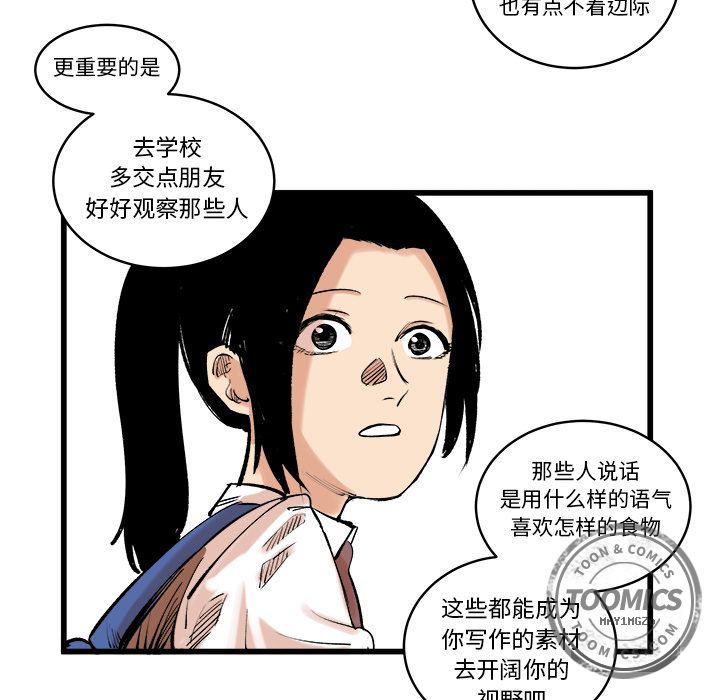 也有点不着边际
更重要的是
去学校
多交点朋友
好好观察那些人
那些人说话
是用什么样的语气
喜欢怎样的食物
这些都能成为
你写作的素材
去开阔你的
视野吧
TOON & COMICS
TOOMICS
TOON & COMICS